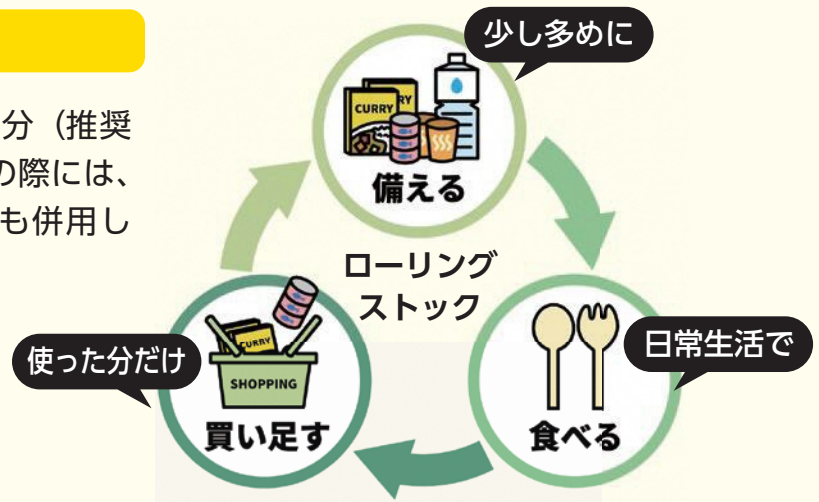 分（推奨
の際には、
も併用し
少し多めに
CURRY
RY
備える
ローリング
ストック
日常生活で
食べる
使った分だけ
CURRY
SHOPPING
買い足す